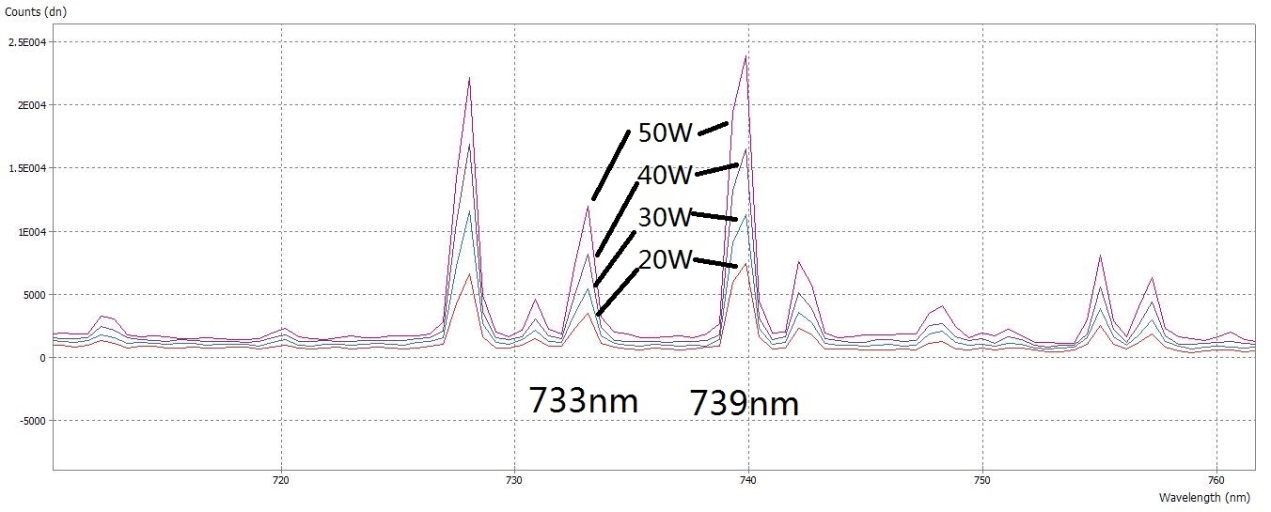 Counts (dn)
2.5E004
2E004
1.5E004
1E004
5000
0
-5000
50W
40W
30W
20W
733nm
739nm
720
730
740
750
760
Wavelength (nm)